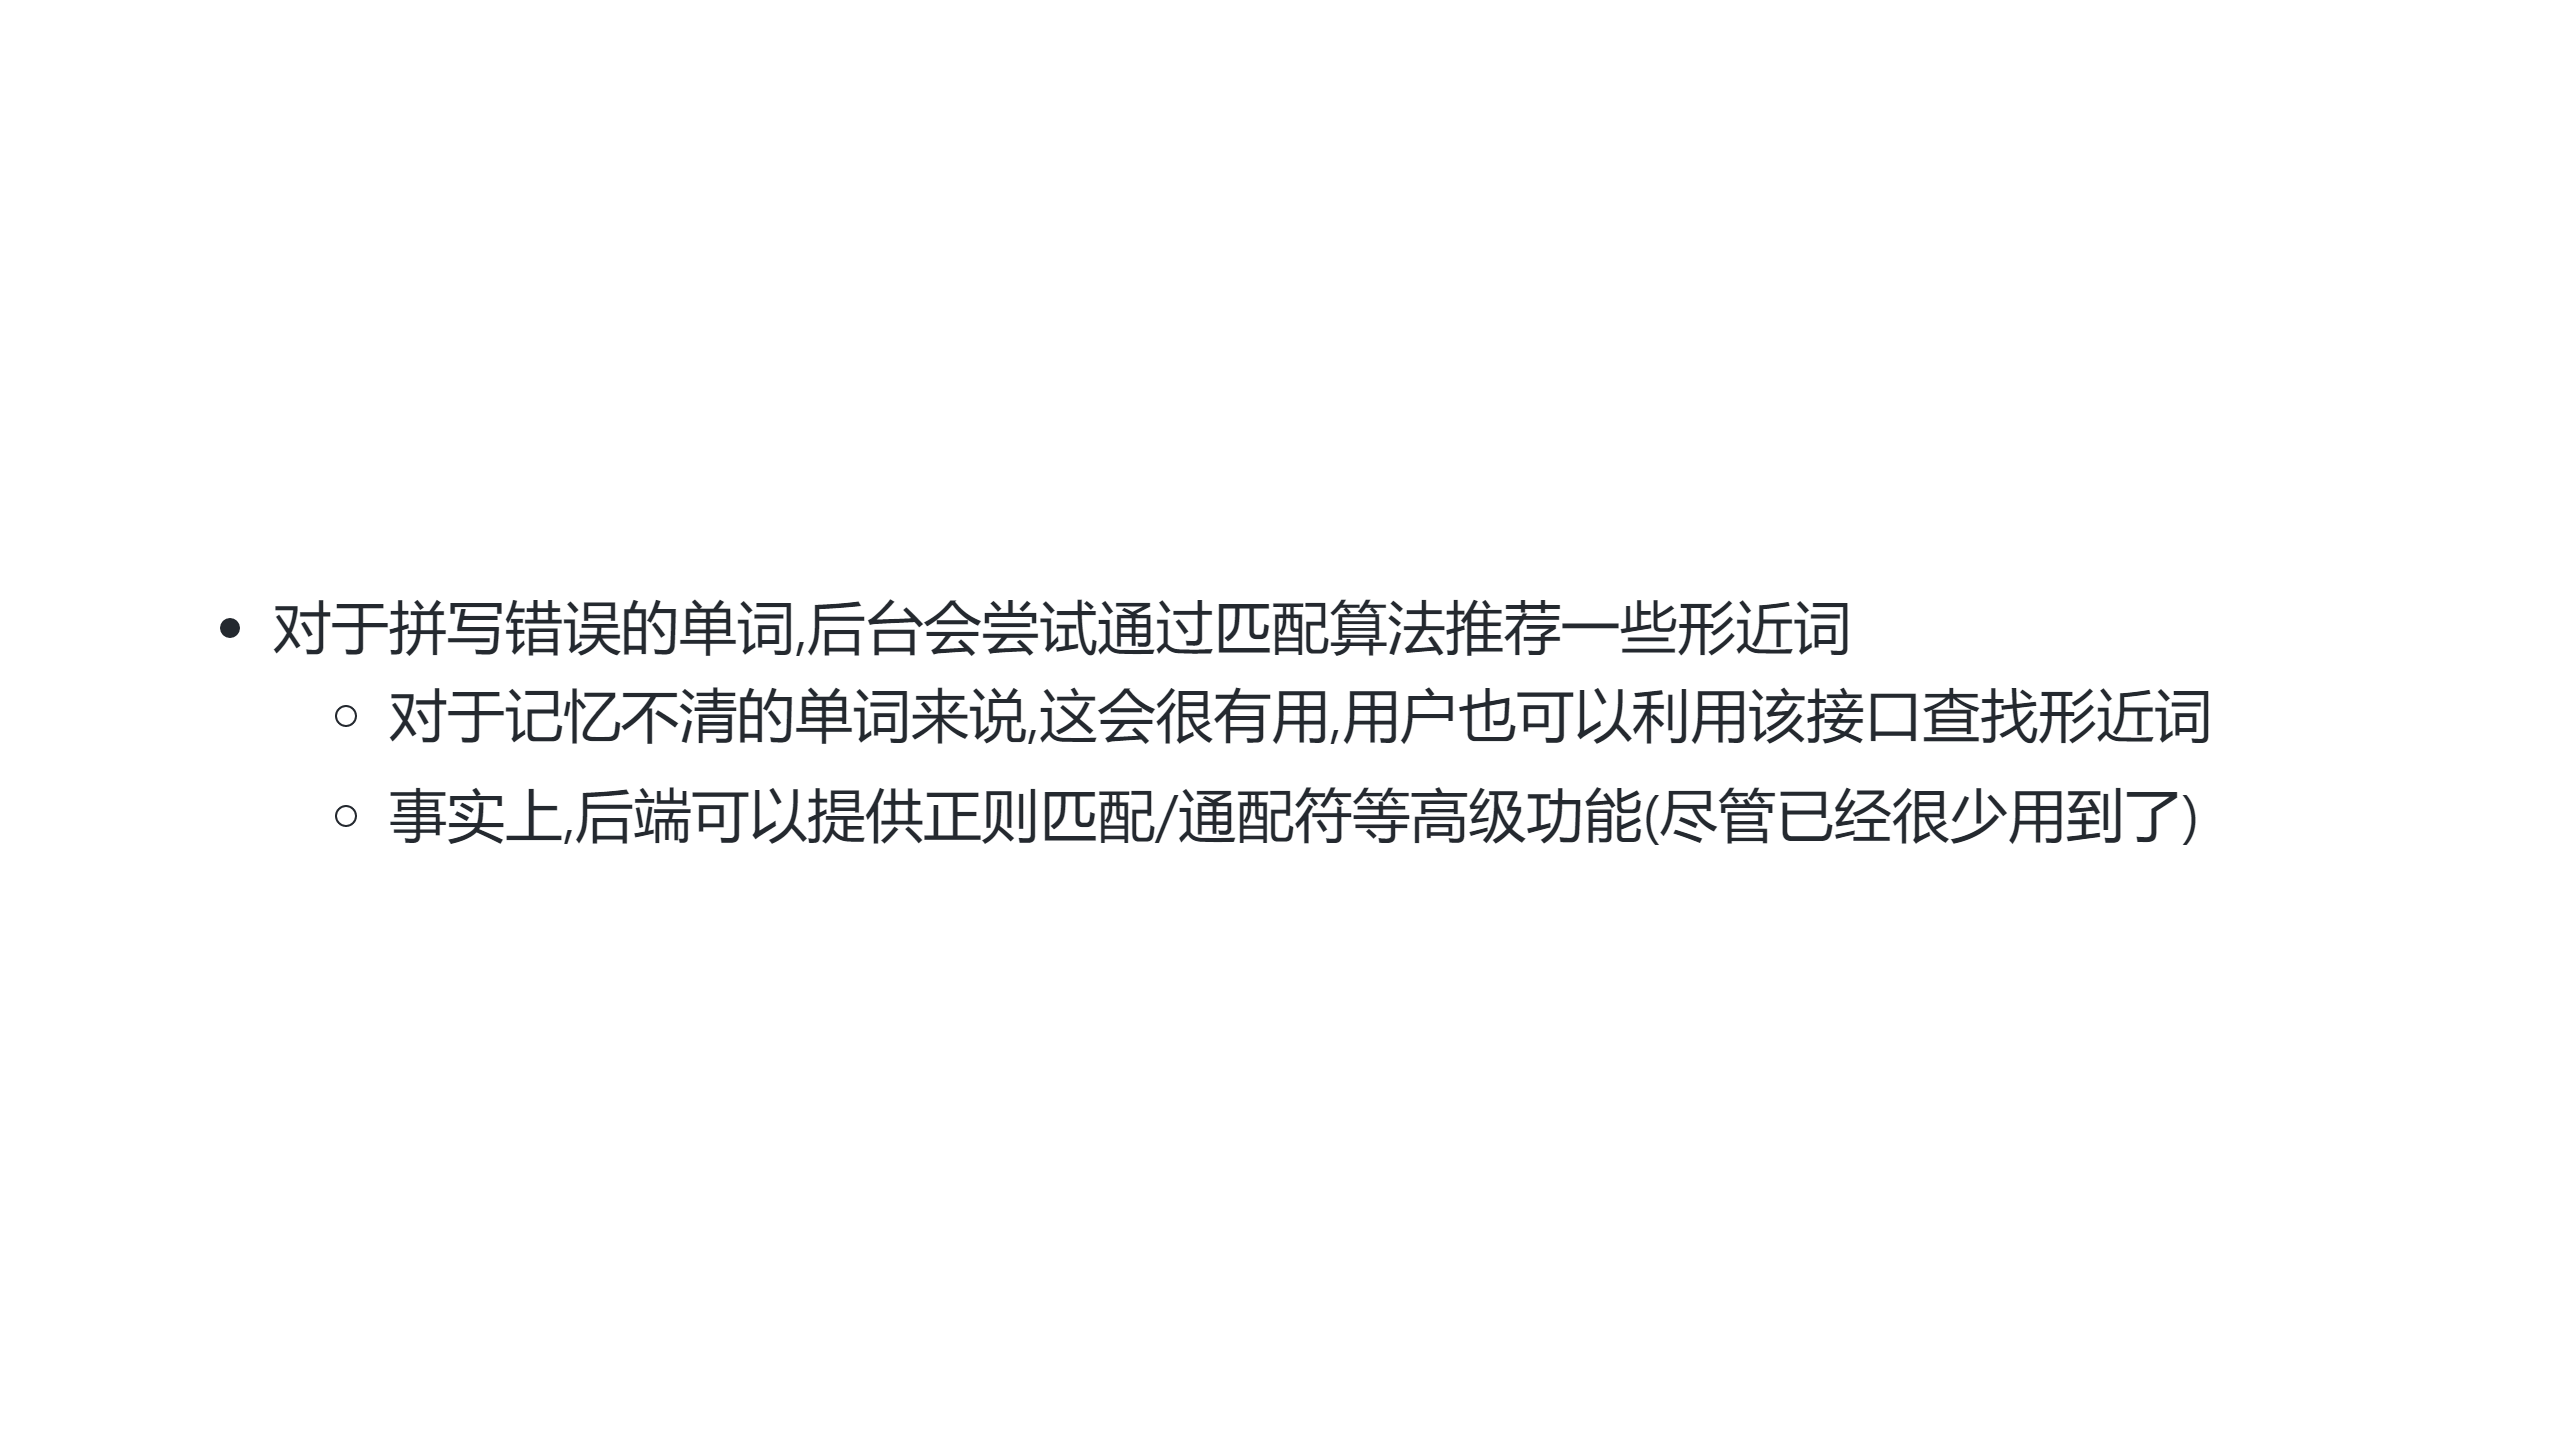 对于拼写错误的单词,后台会尝试通过匹配算法推荐一些形近词
对于记忆不清的单词来说,这会很有用,用户也可以利用该接口查找形近词
事实上,后端可以提供正则匹配/通配符等高级功能(尽管已经很少用到了)